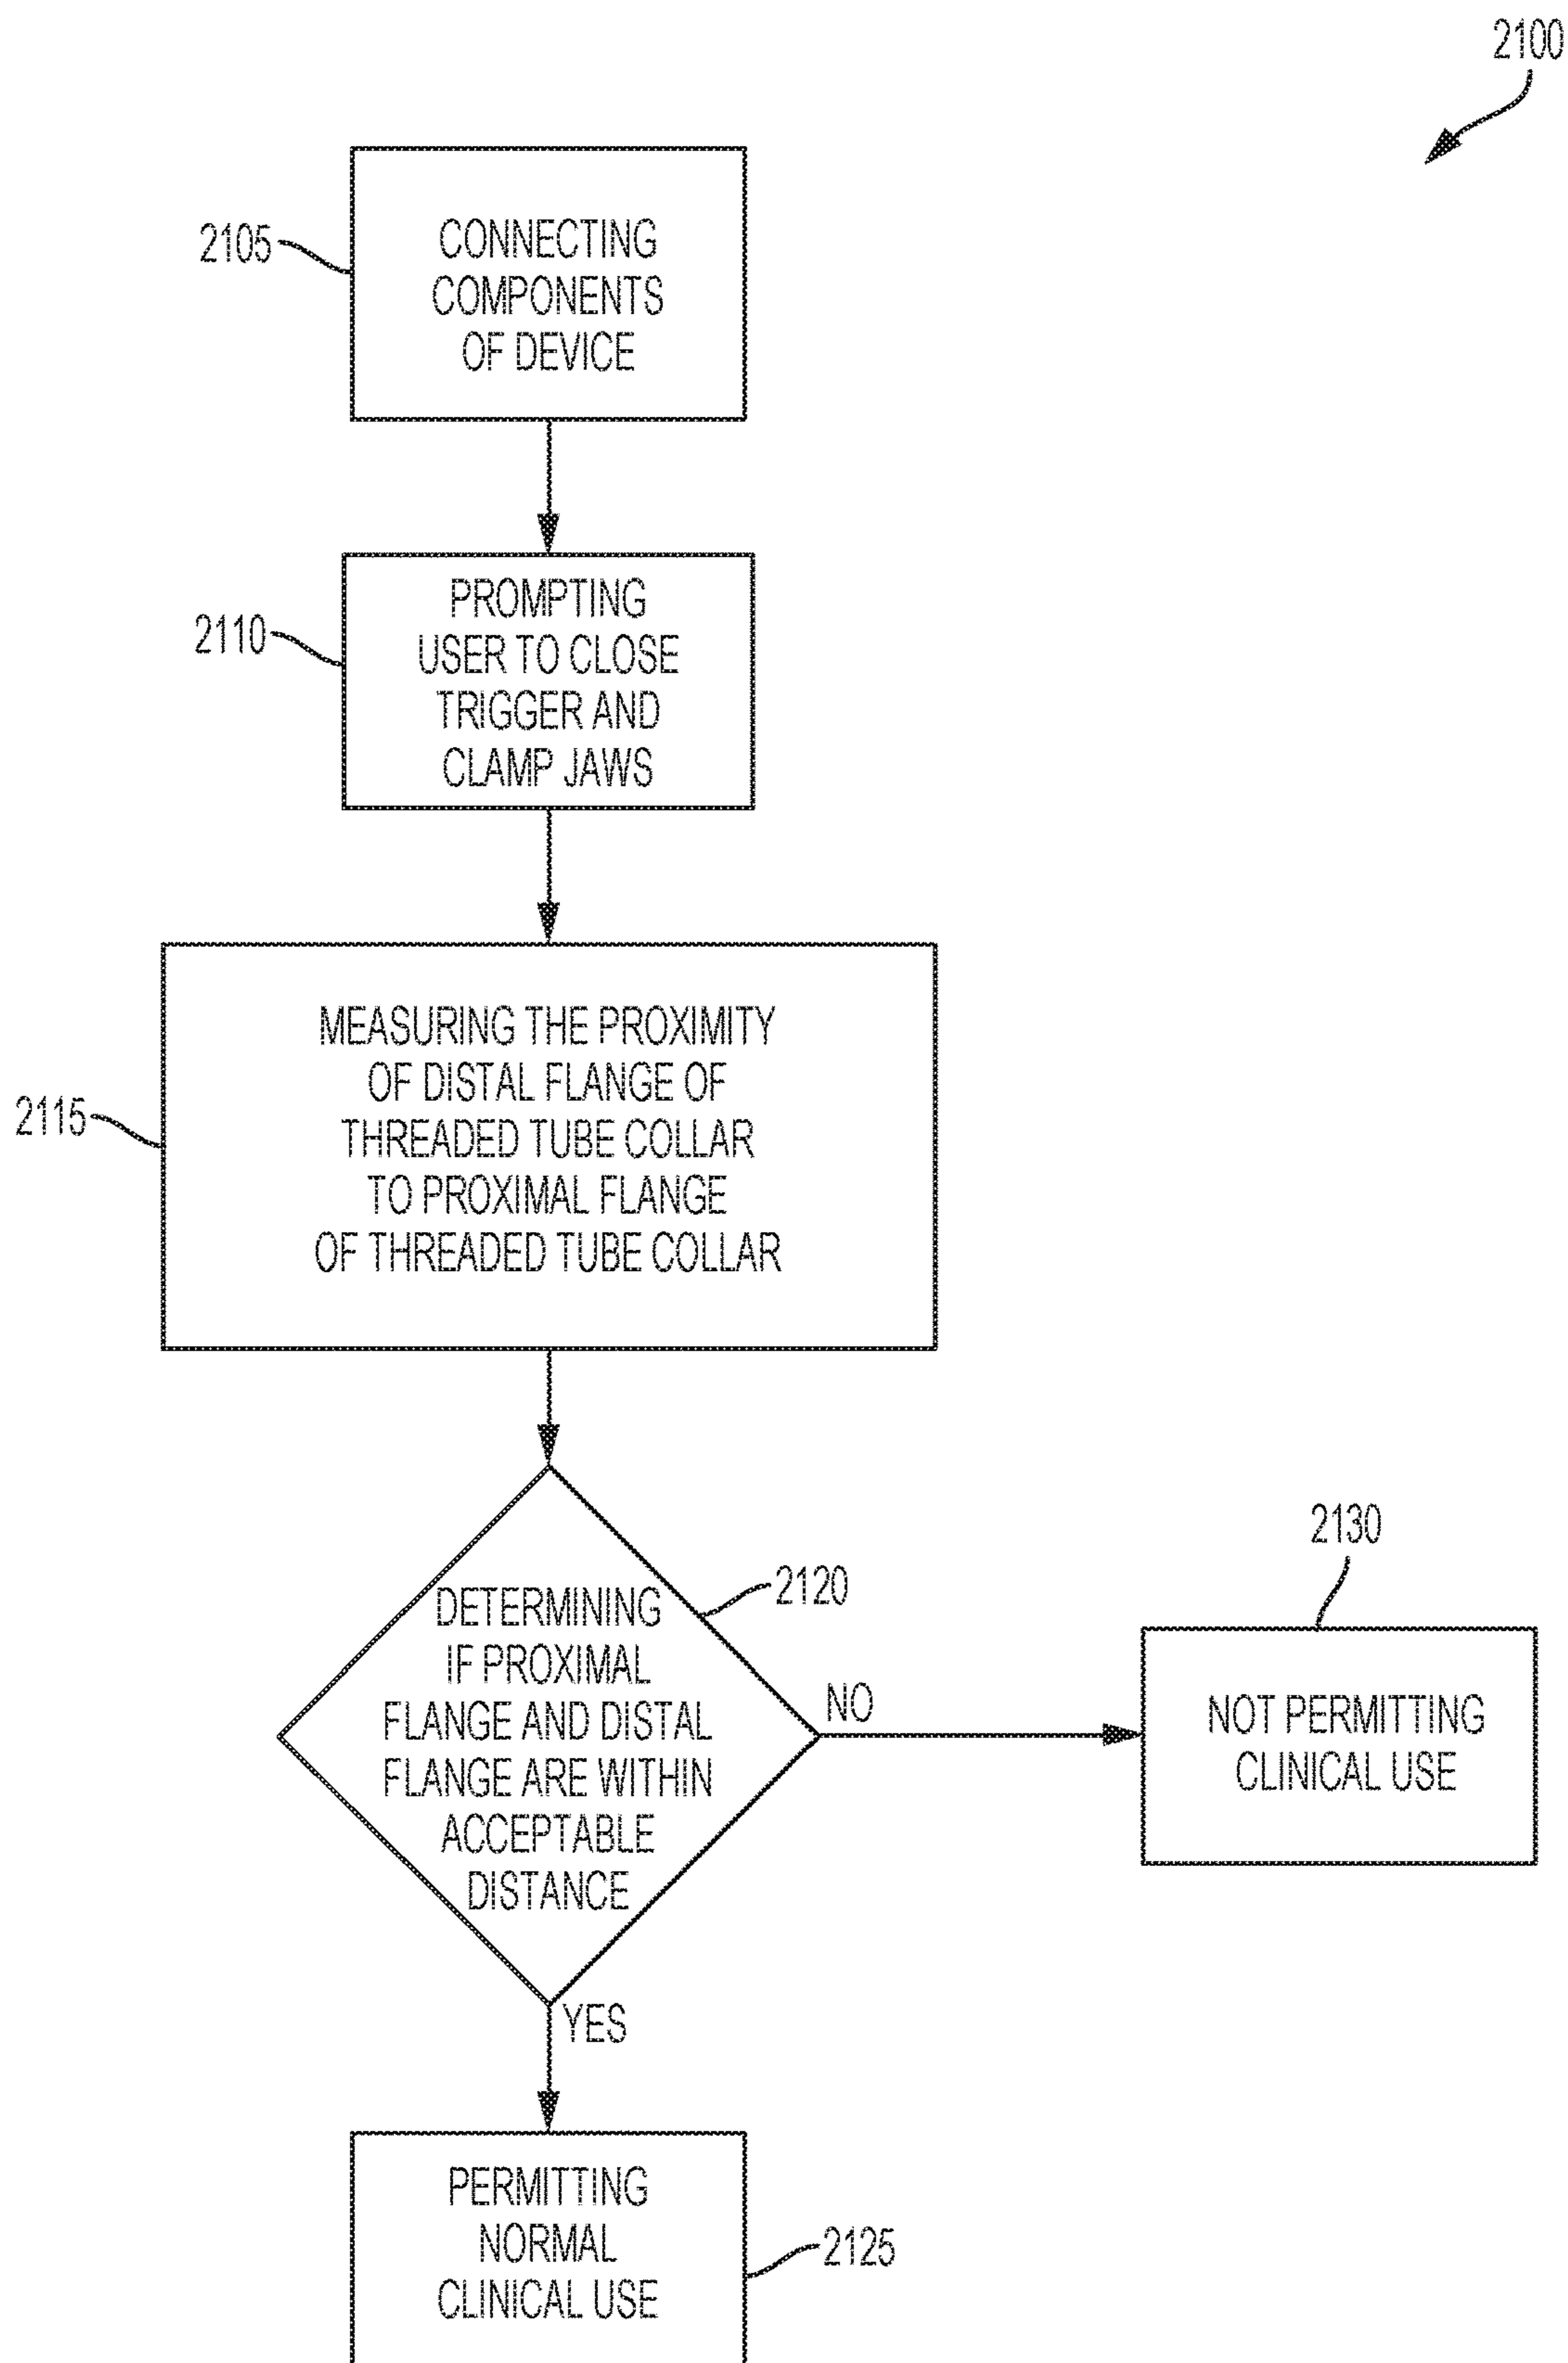 2100
2105
CONNECTING
COMPONENTS
OF DEVICE
2110
PROMPTING
USER TO CLOSE
TRIGGER AND
CLAMP JAWS
2115
MEASURING THE PROXIMITY
OF DISTAL FLANGE OF
THREADED TUBE COLLAR
TO PROXIMAL FLANGE
OF THREADED TUBE COLLAR
2120
DETERMINING
IF PROXIMAL
FLANGE AND DISTAL
FLANGE ARE WITHIN
ACCEPTABLE
DISTANCE
NO
2130
NOT PERMITTING
CLINICAL USE
YES
PERMITTING
NORMAL
CLINICAL USE
2125